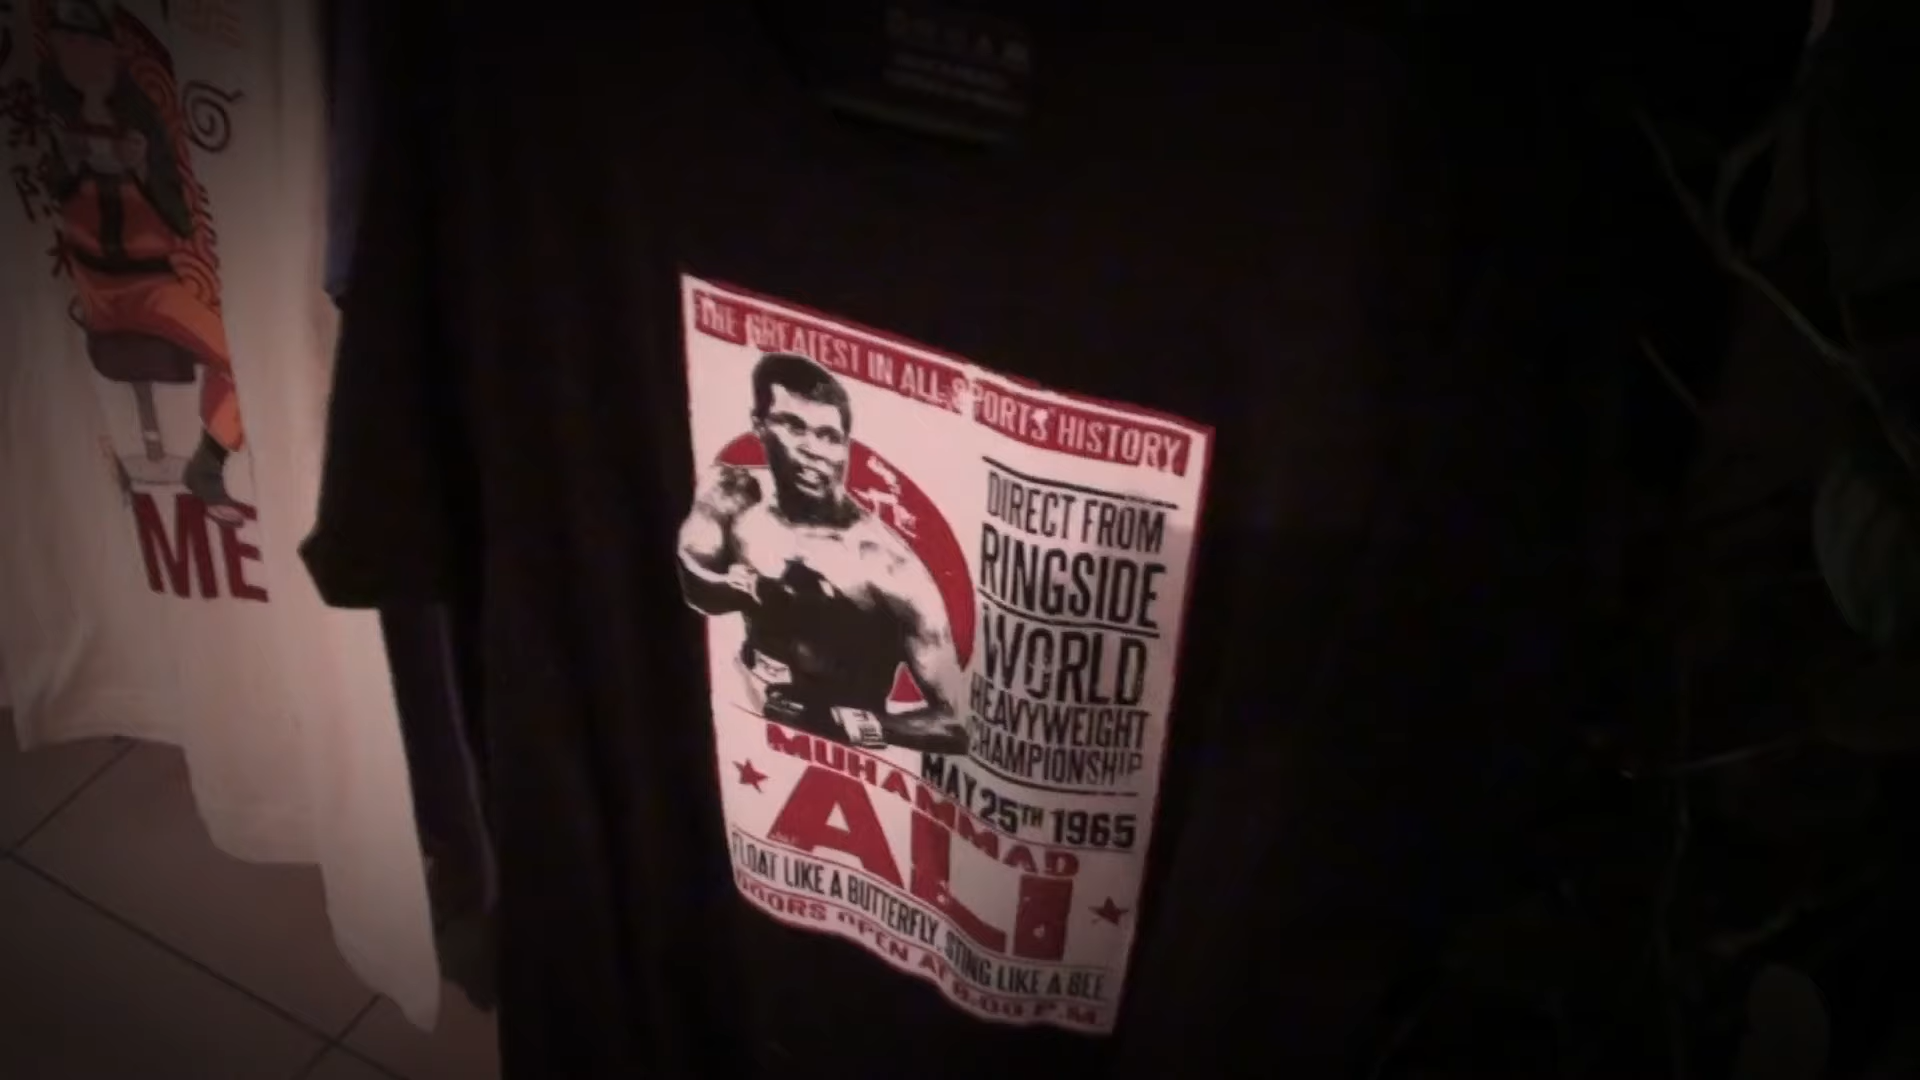 THE GREATEST IN ALL SPORTS HISTORY
DIRECT FROM
RINGSIDE
WORLD
HEAVYWEIGHT
CHAMPIONSHIP
MAY 25TH 1965
MUHAMMAD
ALI
FLOAT LIKE A BUTTERFLY, STING LIKE A BEE
DOORS OPEN AT 8:00 P.M.
ME